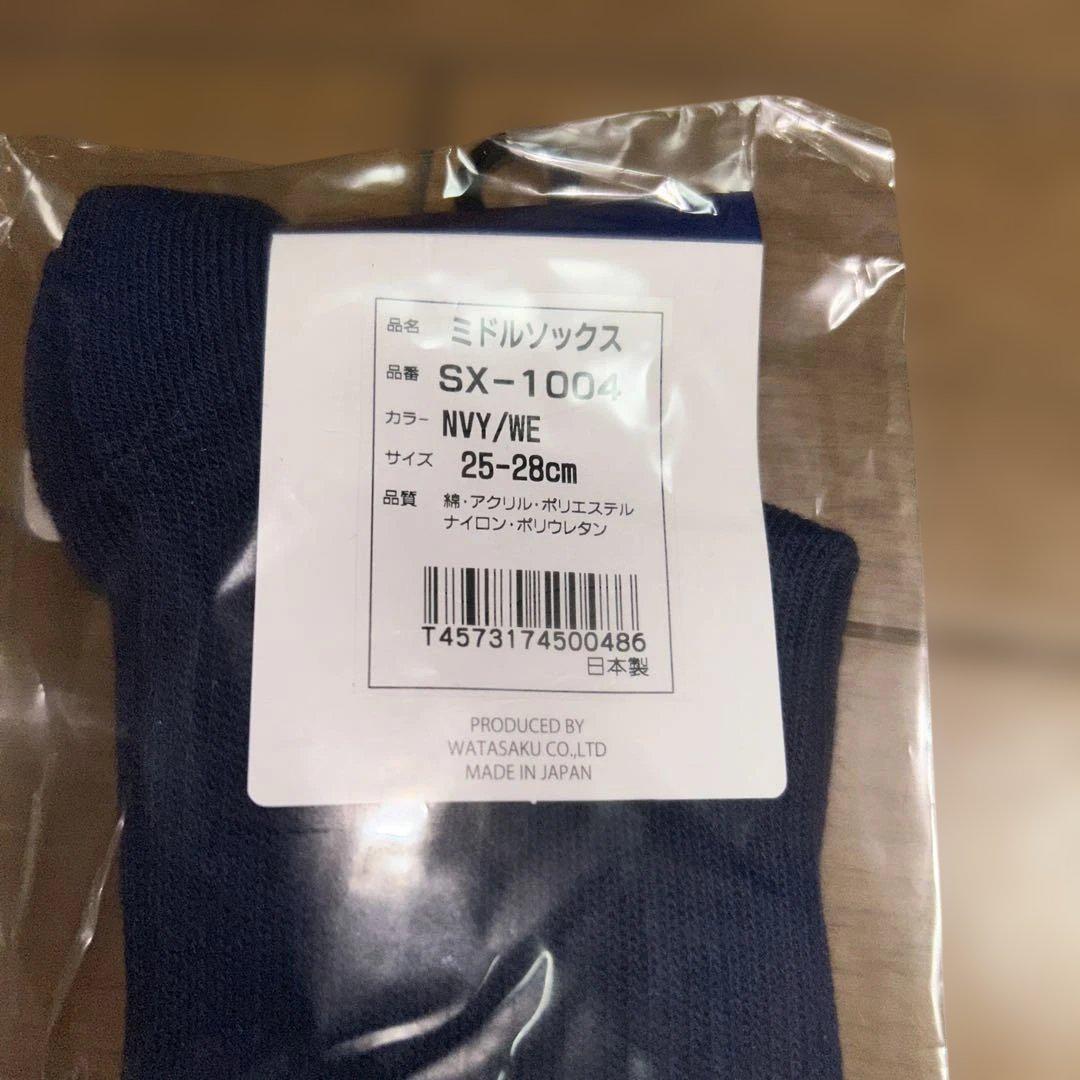 品名 ミドルソックス
品番 SX-1004
カラー NVY/WE
サイズ 25-28cm
品質 綿・アクリル・ポリエステル
ナイロン・ポリウレタン
T4573174500486
日本製
PRODUCED BY
WATASAKU CO.,LTD
MADE IN JAPAN